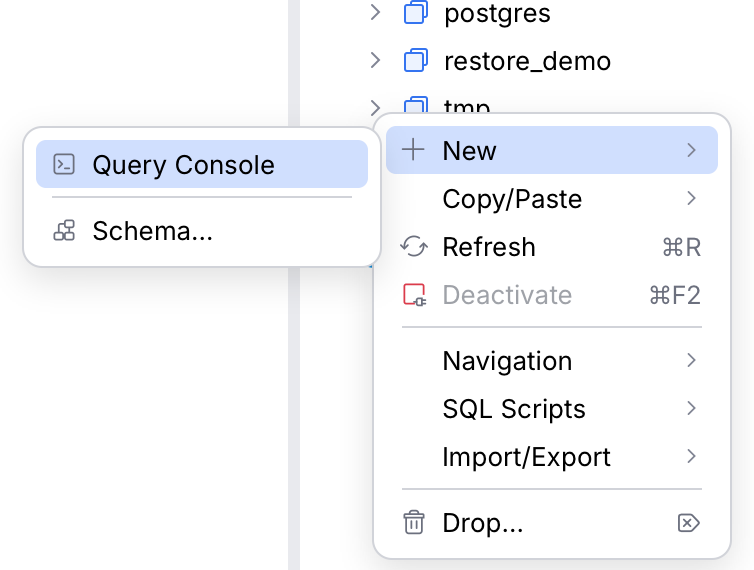 postgres
restore_demo
tmp
Query Console
Schema...
New
Copy/Paste
Refresh ⌘R
Deactivate ⌘F2
Navigation
SQL Scripts
Import/Export
Drop...